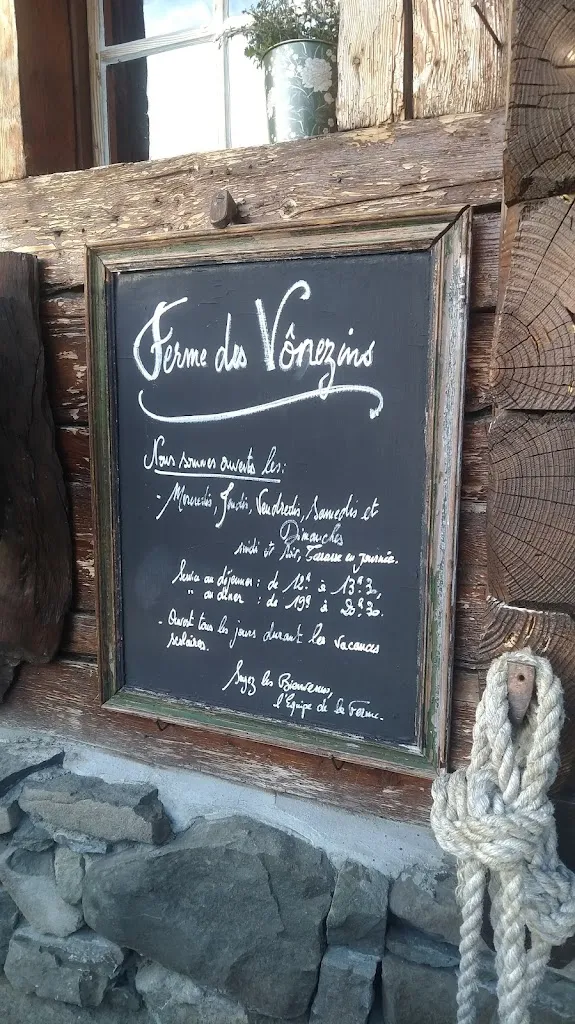 Ferme des Vônezins
Nous sommes ouverts les:
- Mercredis, Jeudis, Vendredis, Samedis et
Dimanches
midi et soir, Terrasse en journée.
Service au déjeuner : de 12h à 13h30,
" au dîner : de 19h à 20h30.
- Ouvert tous les jours durant les vacances
scolaires.
Soyez les Bienvenus,
l'Équipe de la Ferme.